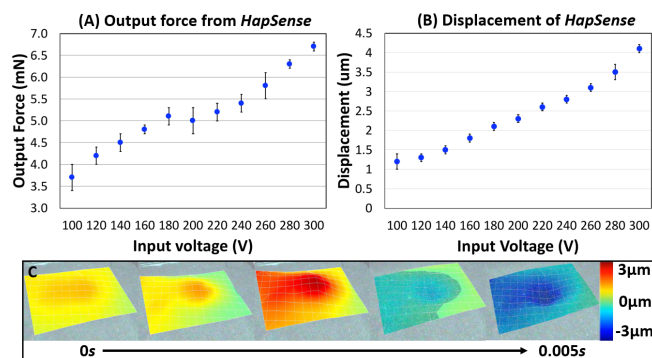 (A) Output force from HapSense
Output Force (mN)
7.0
6.5
6.0
5.5
5.0
4.5
4.0
3.5
3.0
100 120 140 160 180 200 220 240 260 280 300
Input voltage (V)
(B) Displacement of HapSense
Displacement (um)
4.5
4
3.5
3
2.5
2
1.5
1
0.5
0
100 120 140 160 180 200 220 240 260 280 300
Input Voltage (V)
C
3µm
0µm
-3µm
0s
0.005s